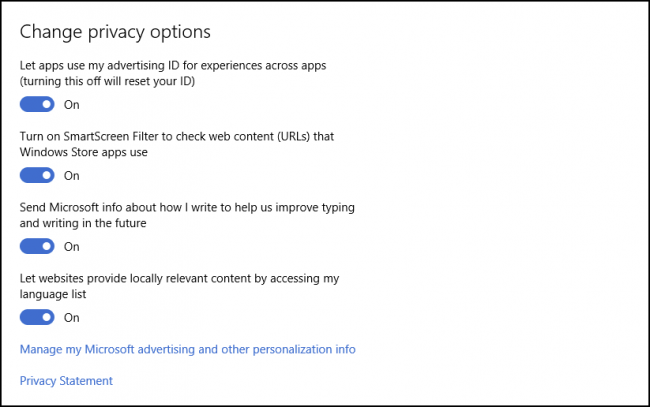 Change privacy options
Let apps use my advertising ID for experiences across apps
(turning this off will reset your ID)
On
Turn on SmartScreen Filter to check web content (URLs) that
Windows Store apps use
On
Send Microsoft info about how I write to help us improve typing
and writing in the future
On
Let websites provide locally relevant content by accessing my
language list
On
Manage my Microsoft advertising and other personalization info
Privacy Statement